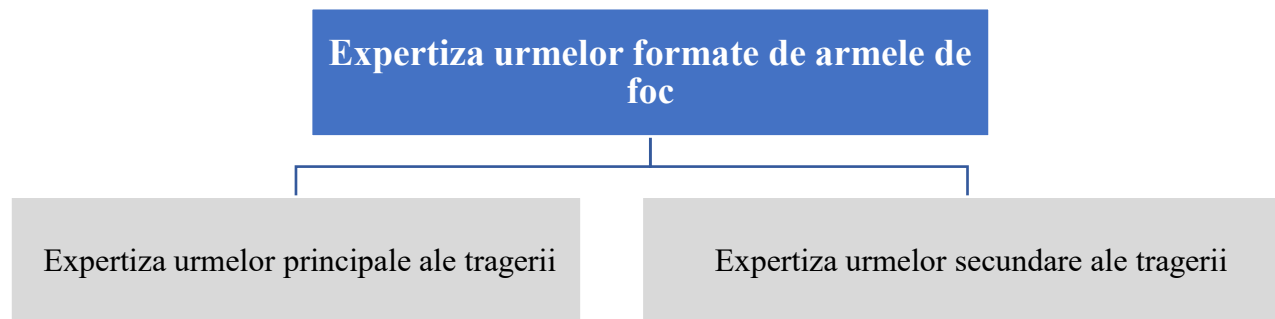 Expertiza urmelor formate de armele de
foc
Expertiza urmelor principale ale tragerii
Expertiza urmelor secundare ale tragerii